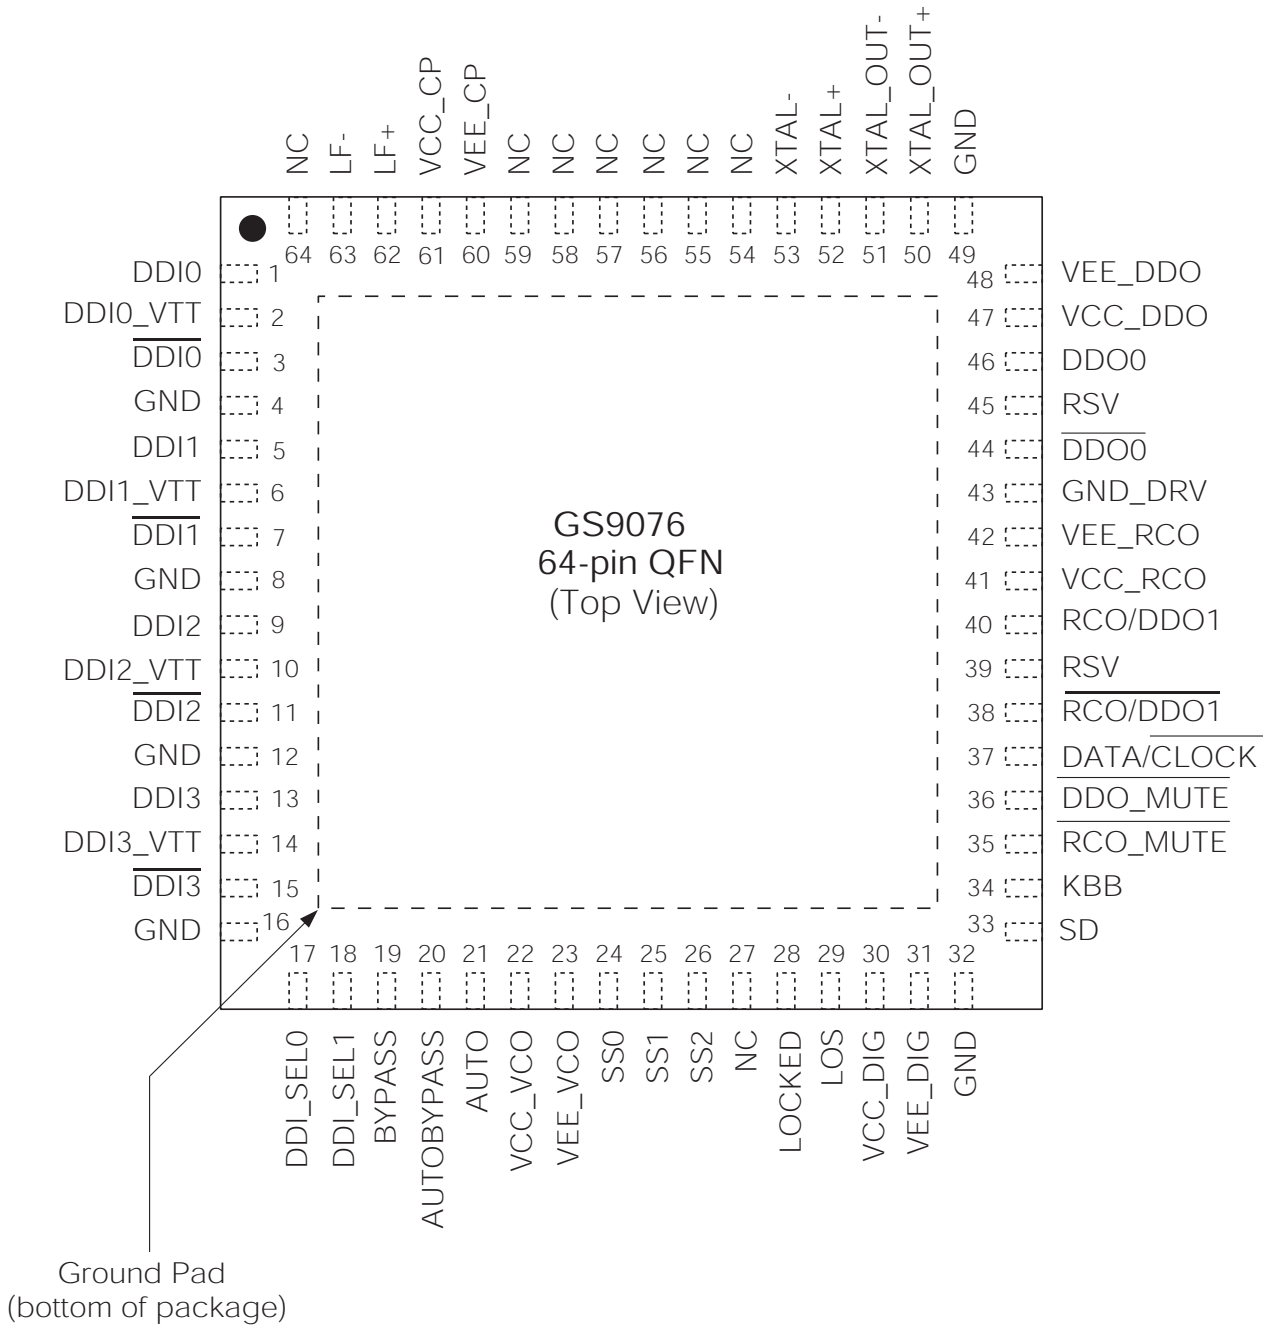 NC
LF-
LF+
VCC_CP
VEE_CP
NC
NC
NC
NC
NC
NC
XTAL-
XTAL+
XTAL_OUT-
XTAL_OUT+
GND
64 63 62 61 60 59 58 57 56 55 54 53 52 51 50 49
DDI0 1
DDI0_VTT 2
DDI0 3
GND 4
DDI1 5
DDI1_VTT 6
DDI1 7
GND 8
DDI2 9
DDI2_VTT 10
DDI2 11
GND 12
DDI3 13
DDI3_VTT 14
DDI3 15
GND 16
GS9076
64-pin QFN
(Top View)
48 VEE_DDO
47 VCC_DDO
46 DDO0
45 RSV
44 DDO0
43 GND_DRV
42 VEE_RCO
41 VCC_RCO
40 RCO/DDO1
39 RSV
38 RCO/DDO1
37 DATA/CLOCK
36 DDO_MUTE
35 RCO_MUTE
34 KBB
33 SD
17 18 19 20 21 22 23 24 25 26 27 28 29 30 31 32
DDI_SEL0
DDI_SEL1
BYPASS
AUTOBYPASS
AUTO
VCC_VCO
VEE_VCO
SS0
SS1
SS2
NC
LOCKED
LOS
VCC_DIG
VEE_DIG
GND
Ground Pad
(bottom of package)